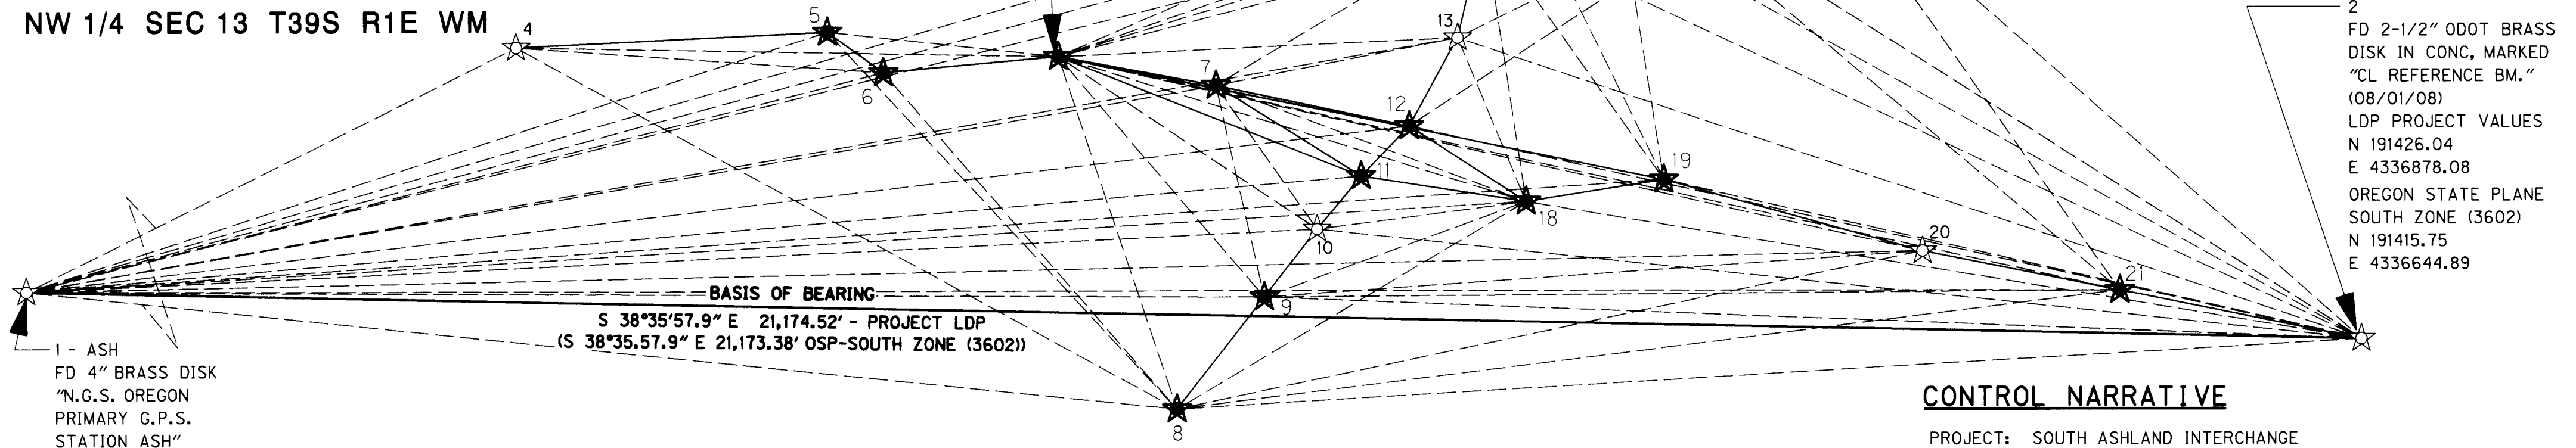 NW 1/4 SEC 13 T39S R1E WM
4
5
6
7
13
12
11
19
18
10
20
21
9
8
2
FD 2-1/2" ODOT BRASS
DISK IN CONC, MARKED
"CL REFERENCE BM."
(08/01/08)
LDP PROJECT VALUES
N 191426.04
E 4336878.08
OREGON STATE PLANE
SOUTH ZONE (3602)
N 191415.75
E 4336644.89
BASIS OF BEARING
S 38°35'57.9" E 21,174.52' - PROJECT LDP
(S 38°35.57.9" E 21,173.38' OSP-SOUTH ZONE (3602))
1 - ASH
FD 4" BRASS DISK
"N.G.S. OREGON
PRIMARY G.P.S.
STATION ASH"
CONTROL NARRATIVE
PROJECT: SOUTH ASHLAND INTERCHANGE